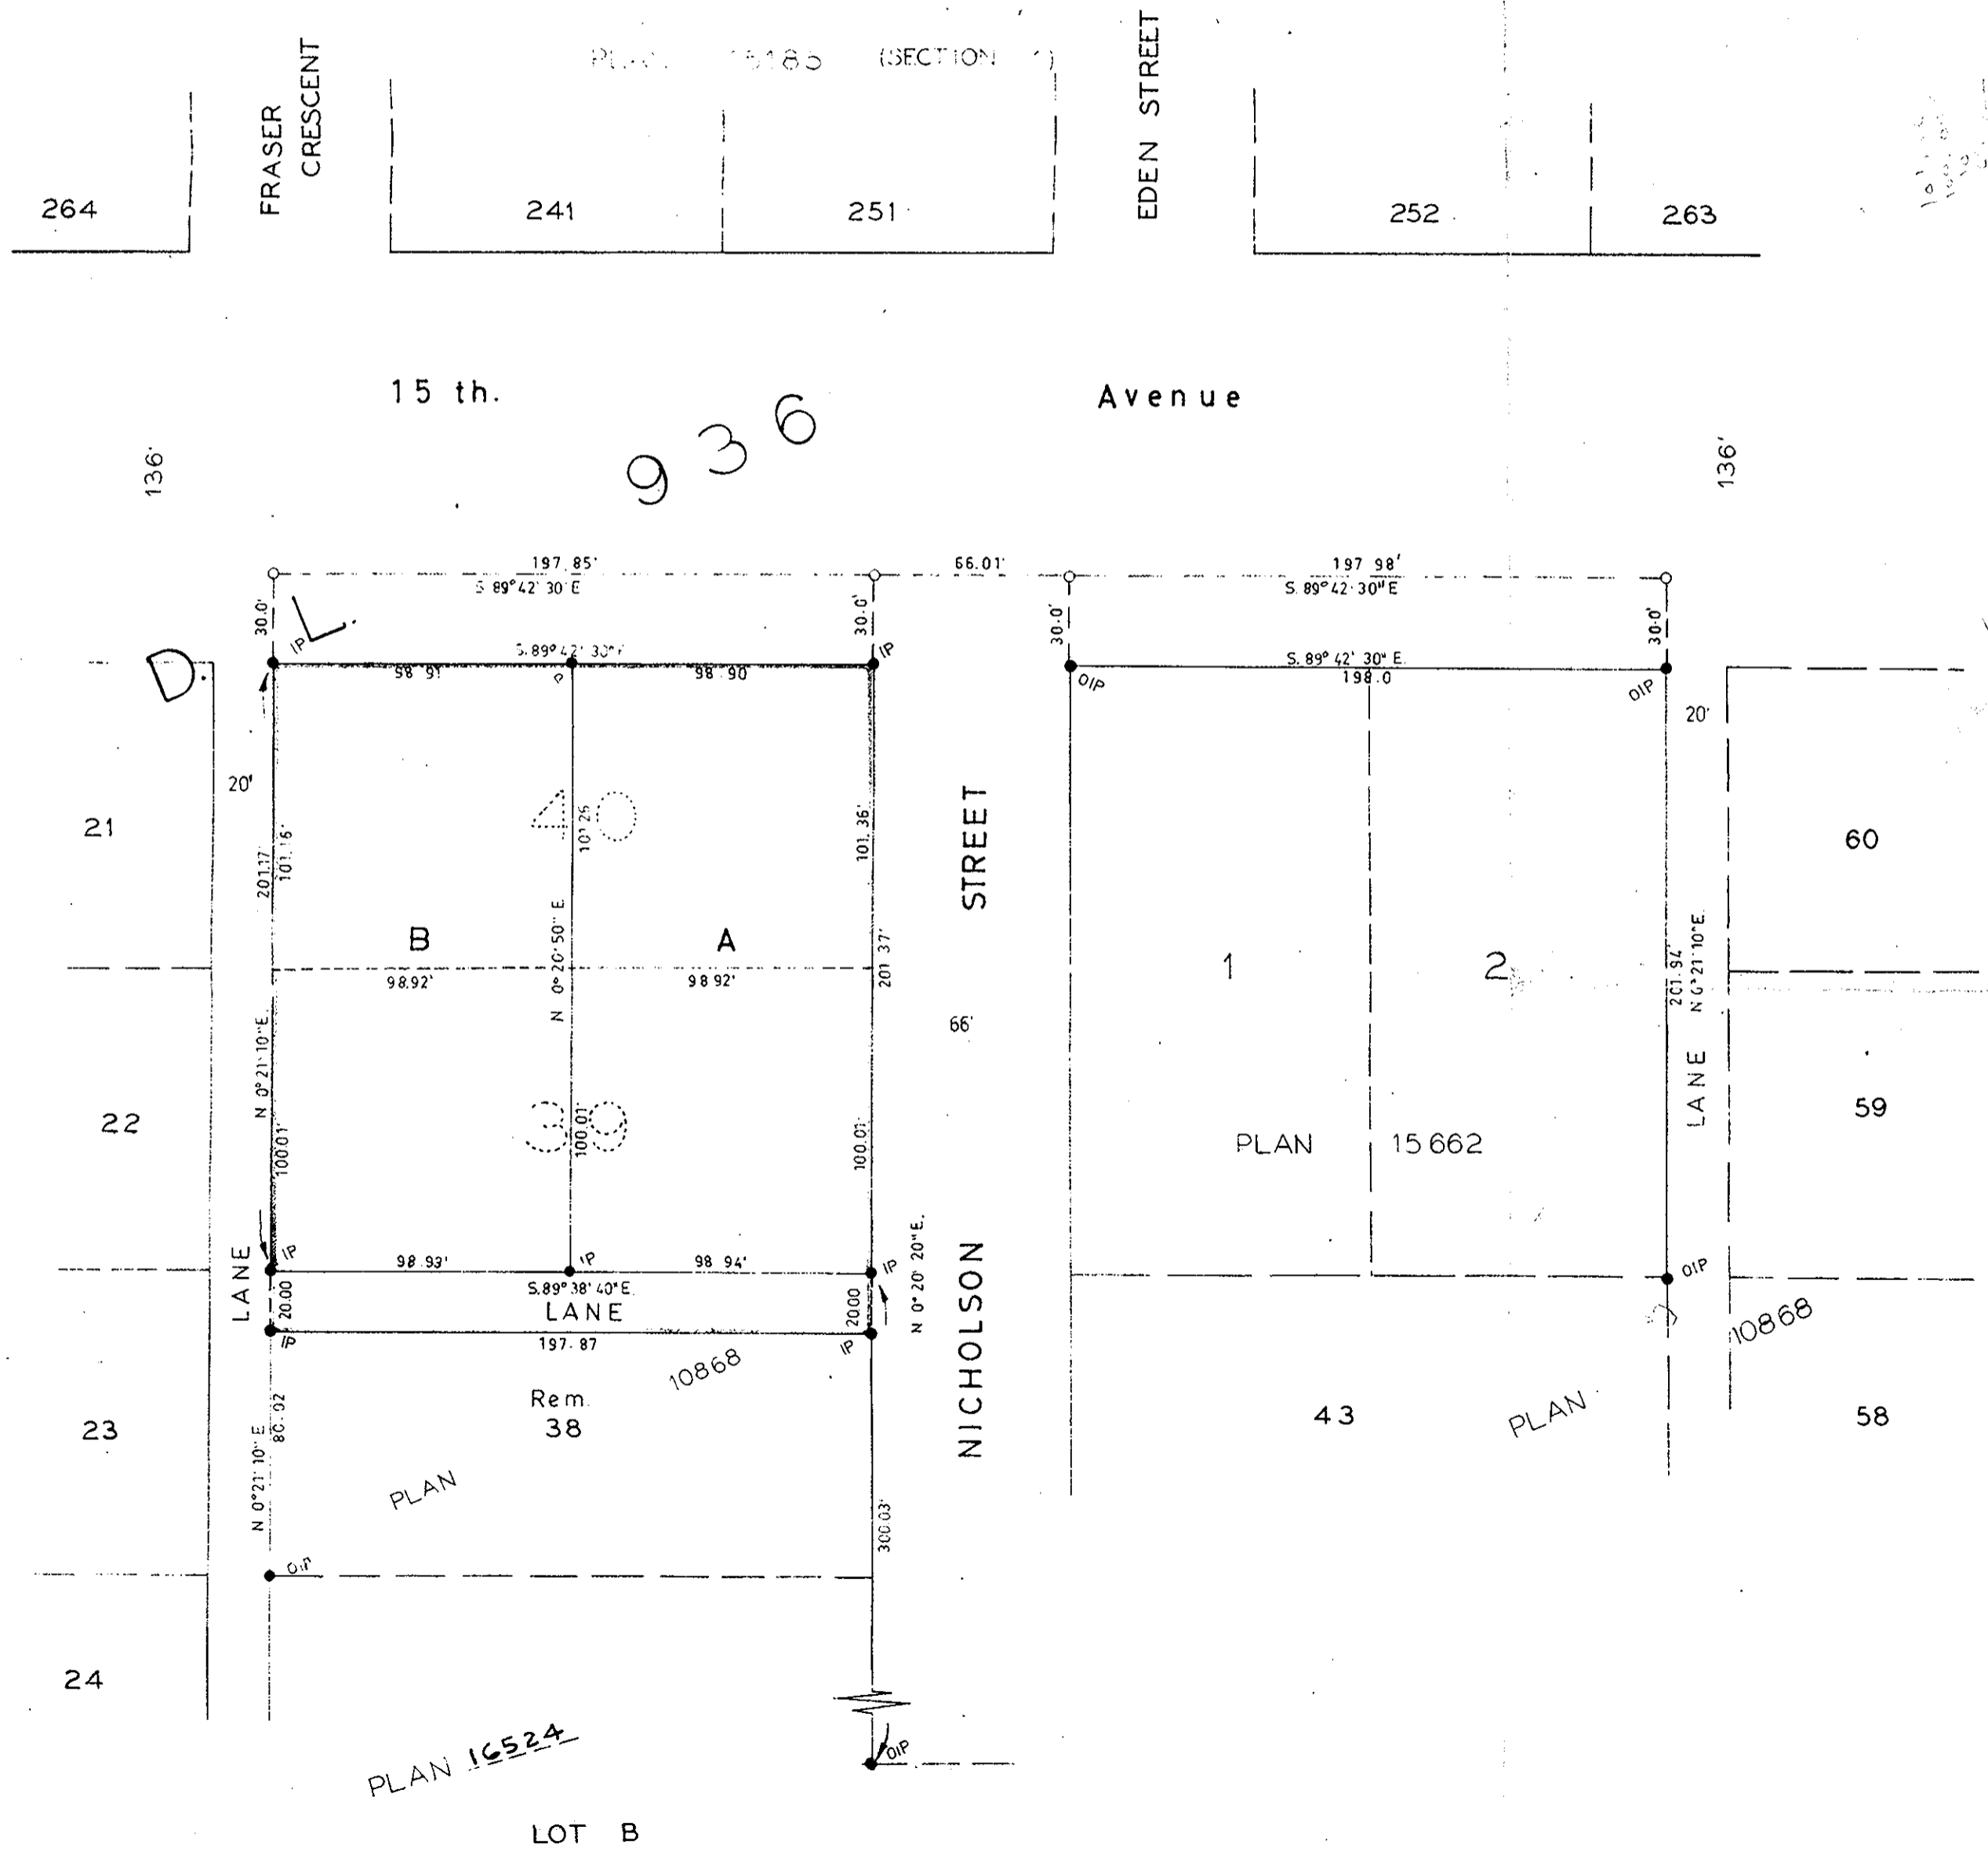 FRASER
CRESCENT
(SECTION
EDEN STREET
264
241
251
252
263
15 th.
Avenue
136'
936
136'
197.85'
S 89° 42' 30" E
66.01'
197 98'
S. 89° 42' 30" E
30.0'
30.0'
30.0'
30.0'
D. L.
IP
IP
98 91
98.90
S. 89° 42' 30" E.
198.0
OIP
OIP
20'
20'
21
40
60
201.17'
101.16'
101.36'
STREET
B
A
N 0° 20' 50" E
98.92'
98 92'
201 37'
1
2
201.94'
N 0° 21' 10" E.
66'
N 0° 21' 10" E.
LANE
22
39
100.01'
100.01'
100.01'
59
PLAN 15662
LANE
IP
98.93'
IP
98 94'
IP
N 0° 20' 20" E.
OIP
S.89° 38' 40" E.
LANE
20.00
20.00
IP
197.87
IP
NICHOLSON
10868
10868
Rem.
38
23
80.02
N 0° 21' 10" E
43
PLAN
58
PLAN
300.03'
OIP
24
PLAN 16524
OIP
LOT B